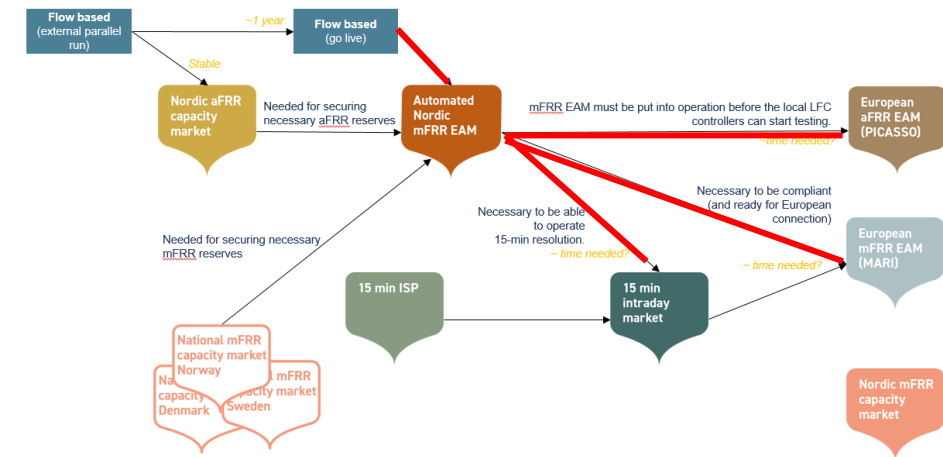 Flow based
(external parallel
run)
~1 year
Flow based
(go live)
Stable
Nordic aFRR
capacity
market
Needed for securing
necessary aFRR reserves
Automated
Nordic
mFRR EAM
mFRR EAM must be put into operation before the local LFC
controllers can start testing.
~time needed?
European
aFRR EAM
(PICASSO)
Necessary to be compliant
(and ready for European
connection)
Necessary to be able
to operate
15-min resolution.
~ time needed?
Needed for securing necessary
mFRR reserves
European
mFRR EAM
(MARI)
~ time needed?
15 min ISP
15 min
intraday
market
National mFRR
capacity market
Norway
Na
capacity
Denmark
al mFRR
pacity market
Sweden
Nordic mFRR
capacity
market